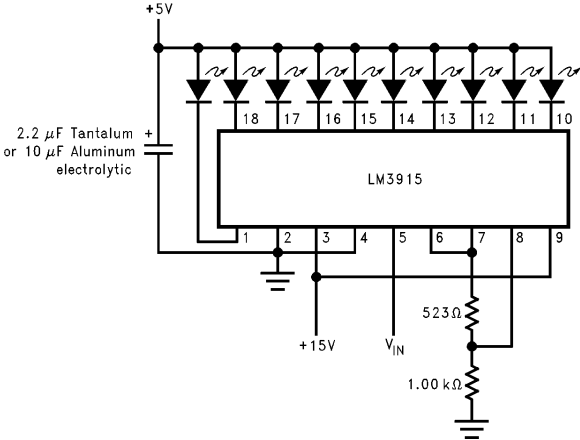 +5V
18 17 16 15 14 13 12 11 10
2.2 μF Tantalum +
or 10 μF Aluminum
electrolytic
LM3915
1 2 3 4 5 6 7 8 9
523Ω
+15V
VIN
1.00 kΩ